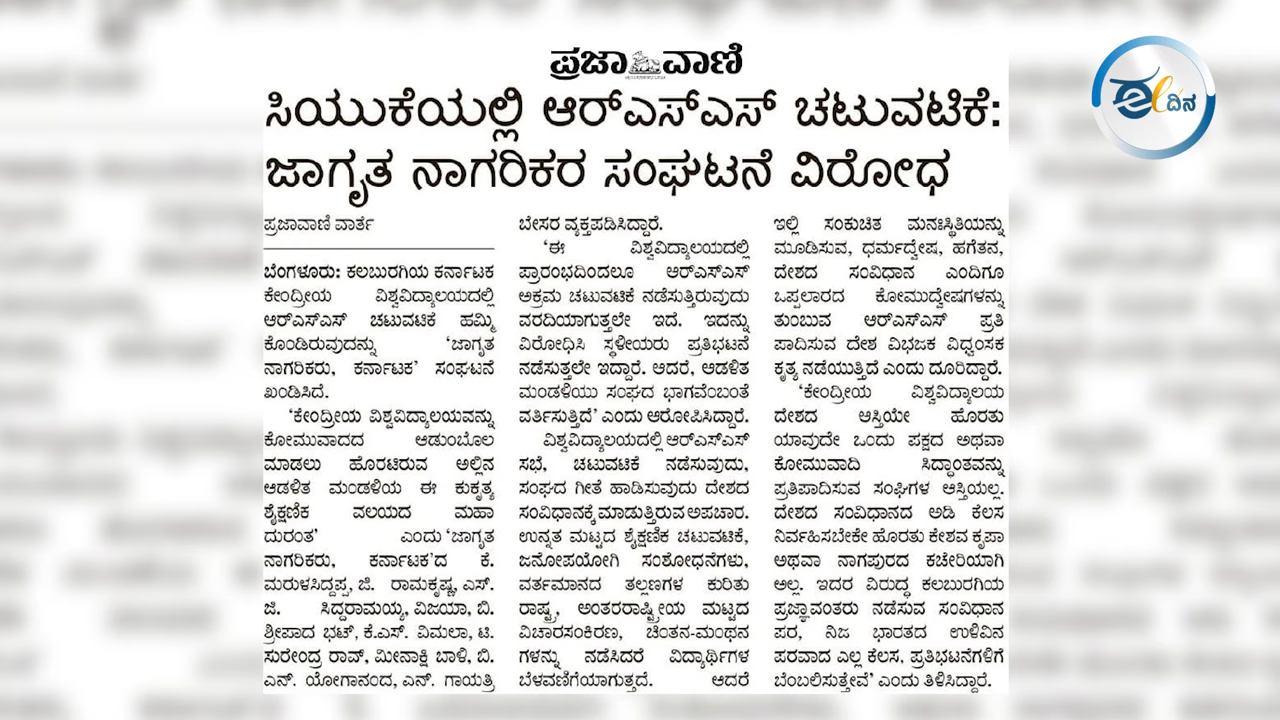 ಪ್ರಜಾವಾಣಿ
ಈದಿನ
ಸಿಯುಕೆಯಲ್ಲಿ ಆರ್‌ಎಸ್‌ಎಸ್‌ ಚಟುವಟಿಕೆ:
ಜಾಗೃತ ನಾಗರಿಕರ ಸಂಘಟನೆ ವಿರೋಧ
ಪ್ರಜಾವಾಣಿ ವಾರ್ತೆ
ಬೆಂಗಳೂರು: ಕಲಬುರಗಿಯ ಕರ್ನಾಟಕ
ಕೇಂದ್ರೀಯ ವಿಶ್ವವಿದ್ಯಾಲಯದಲ್ಲಿ
ಆರ್‌ಎಸ್‌ಎಸ್‌ ಚಟುವಟಿಕೆ ಹಮ್ಮಿ
ಕೊಂಡಿರುವುದನ್ನು ‘ಜಾಗೃತ
ನಾಗರಿಕರು, ಕರ್ನಾಟಕ’ ಸಂಘಟನೆ
ಖಂಡಿಸಿದೆ.
‘ಕೇಂದ್ರೀಯ ವಿಶ್ವವಿದ್ಯಾಲಯವನ್ನು
ಕೋಮುವಾದದ ಆಡುಂಬೊಲ
ಮಾಡಲು ಹೊರಟಿರುವ ಅಲ್ಲಿನ
ಆಡಳಿತ ಮಂಡಳಿಯ ಈ ಕುಕೃತ್ಯ
ಶೈಕ್ಷಣಿಕ ವಲಯದ ಮಹಾ
ದುರಂತ’ ಎಂದು ‘ಜಾಗೃತ
ನಾಗರಿಕರು, ಕರ್ನಾಟಕ’ದ ಕೆ.
ಮರುಳಸಿದ್ದಪ್ಪ, ಜಿ. ರಾಮಕೃಷ್ಣ, ಎಸ್.
ಜಿ. ಸಿದ್ದರಾಮಯ್ಯ, ವಿಜಯಾ, ಬಿ.
ಶ್ರೀಪಾದ ಭಟ್, ಕೆ.ಎಸ್. ವಿಮಲಾ, ಟಿ.
ಸುರೇಂದ್ರ ರಾವ್, ಮೀನಾಕ್ಷಿ ಬಾಳಿ, ಬಿ.
ಎನ್. ಯೋಗಾನಂದ, ಎನ್. ಗಾಯತ್ರಿ
ಬೇಸರ ವ್ಯಕ್ತಪಡಿಸಿದ್ದಾರೆ.
‘ಈ ವಿಶ್ವವಿದ್ಯಾಲಯದಲ್ಲಿ
ಪ್ರಾರಂಭದಿಂದಲೂ ಆರ್‌ಎಸ್‌ಎಸ್‌
ಅಕ್ರಮ ಚಟುವಟಿಕೆ ನಡೆಸುತ್ತಿರುವುದು
ವರದಿಯಾಗುತ್ತಲೇ ಇದೆ. ಇದನ್ನು
ವಿರೋಧಿಸಿ ಸ್ಥಳೀಯರು ಪ್ರತಿಭಟನೆ
ನಡೆಸುತ್ತಲೇ ಇದ್ದಾರೆ. ಆದರೆ, ಆಡಳಿತ
ಮಂಡಳಿಯು ಸಂಘದ ಭಾಗವೆಂಬಂತೆ
ವರ್ತಿಸುತ್ತಿದೆ’ ಎಂದು ಆರೋಪಿಸಿದ್ದಾರೆ.
ವಿಶ್ವವಿದ್ಯಾಲಯದಲ್ಲಿ ಆರ್‌ಎಸ್‌ಎಸ್‌
ಸಭೆ, ಚಟುವಟಿಕೆ ನಡೆಸುವುದು,
ಸಂಘದ ಗೀತೆ ಹಾಡಿಸುವುದು ದೇಶದ
ಸಂವಿಧಾನಕ್ಕೆ ಮಾಡುತ್ತಿರುವ ಅಪಚಾರ.
ಉನ್ನತ ಮಟ್ಟದ ಶೈಕ್ಷಣಿಕ ಚಟುವಟಿಕೆ,
ಜನೋಪಯೋಗಿ ಸಂಶೋಧನೆಗಳು,
ವರ್ತಮಾನದ ತಲ್ಲಣಗಳ ಕುರಿತು
ರಾಷ್ಟ್ರ, ಅಂತರರಾಷ್ಟ್ರೀಯ ಮಟ್ಟದ
ವಿಚಾರಸಂಕಿರಣ, ಚಿಂತನ-ಮಂಥನ
ಗಳನ್ನು ನಡೆಸಿದರೆ ವಿದ್ಯಾರ್ಥಿಗಳ
ಬೆಳವಣಿಗೆಯಾಗುತ್ತದೆ. ಆದರೆ
ಇಲ್ಲಿ ಸಂಕುಚಿತ ಮನಃಸ್ಥಿತಿಯನ್ನು
ಮೂಡಿಸುವ, ಧರ್ಮದ್ವೇಷ, ಹಗೆತನ,
ದೇಶದ ಸಂವಿಧಾನ ಎಂದಿಗೂ
ಒಪ್ಪಲಾರದ ಕೋಮುದ್ವೇಷಗಳನ್ನು
ತುಂಬುವ ಆರ್‌ಎಸ್‌ಎಸ್‌ ಪ್ರತಿ
ಪಾದಿಸುವ ದೇಶ ವಿಭಜಕ ವಿಧ್ವಂಸಕ
ಕೃತ್ಯ ನಡೆಯುತ್ತಿದೆ ಎಂದು ದೂರಿದ್ದಾರೆ.
‘ಕೇಂದ್ರೀಯ ವಿಶ್ವವಿದ್ಯಾಲಯ
ದೇಶದ ಆಸ್ತಿಯೇ ಹೊರತು
ಯಾವುದೇ ಒಂದು ಪಕ್ಷದ ಅಥವಾ
ಕೋಮುವಾದಿ ಸಿದ್ಧಾಂತವನ್ನು
ಪ್ರತಿಪಾದಿಸುವ ಸಂಘಿಗಳ ಆಸ್ತಿಯಲ್ಲ.
ದೇಶದ ಸಂವಿಧಾನದ ಅಡಿ ಕೆಲಸ
ನಿರ್ವಹಿಸಬೇಕೇ ಹೊರತು ಕೇಶವ ಕೃಪಾ
ಅಥವಾ ನಾಗಪುರದ ಕಚೇರಿಯಾಗಿ
ಅಲ್ಲ. ಇದರ ವಿರುದ್ಧ ಕಲಬುರಗಿಯ
ಪ್ರಜ್ಞಾವಂತರು ನಡೆಸುವ ಸಂವಿಧಾನ
ಪರ, ನಿಜ ಭಾರತದ ಉಳಿವಿನ
ಪರವಾದ ಎಲ್ಲ ಕೆಲಸ, ಪ್ರತಿಭಟನೆಗಳಿಗೆ
ಬೆಂಬಲಿಸುತ್ತೇವೆ’ ಎಂದು ತಿಳಿಸಿದ್ದಾರೆ.